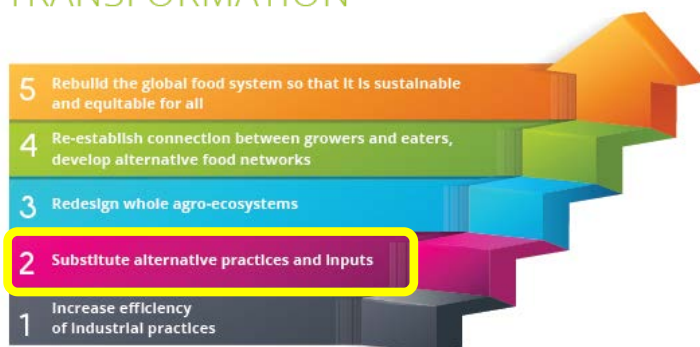 TRANSFORMATION
5 Rebuild the global food system so that it is sustainable
and equitable for all
4 Re-establish connection between growers and eaters,
develop alternative food networks
3 Redesign whole agro-ecosystems
2 Substitute alternative practices and inputs
1 Increase efficiency
of industrial practices